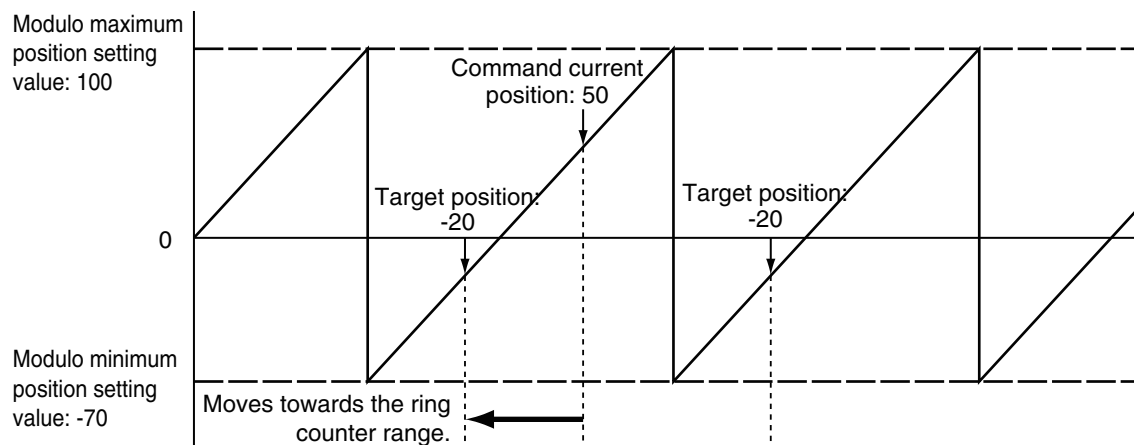 Modulo maximum
position setting
value: 100
Command current
position: 50
Target position:
-20
Target position:
-20
0
Modulo minimum
position setting
value: -70
Moves towards the ring
counter range.